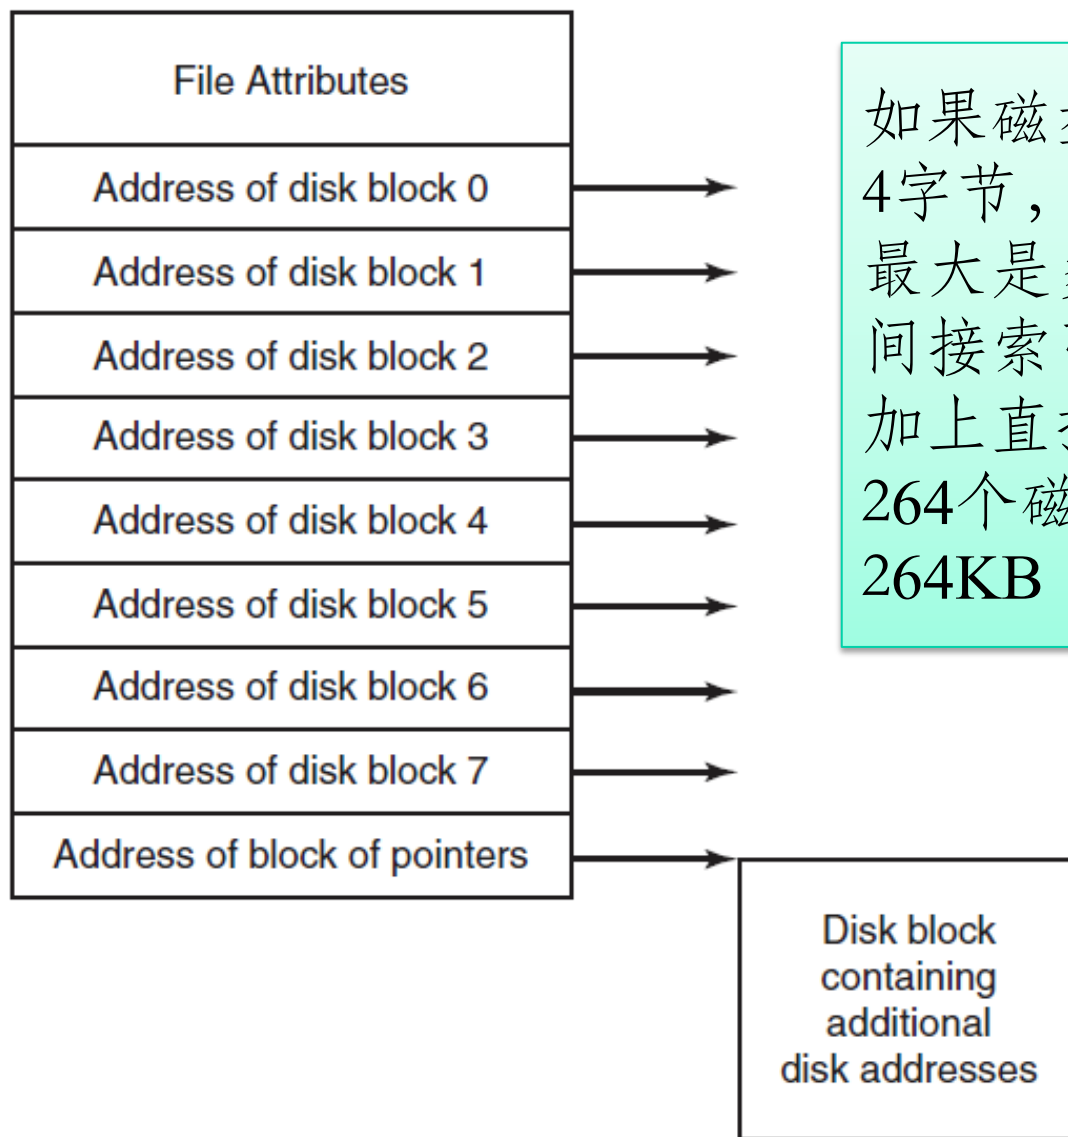 File Attributes
Address of disk block 0
Address of disk block 1
Address of disk block 2
Address of disk block 3
Address of disk block 4
Address of disk block 5
Address of disk block 6
Address of disk block 7
Address of block of pointers
Disk block
containing
additional
disk addresses
如果磁
4字节，
最大是
间接索
加上直
264个磁
264KB